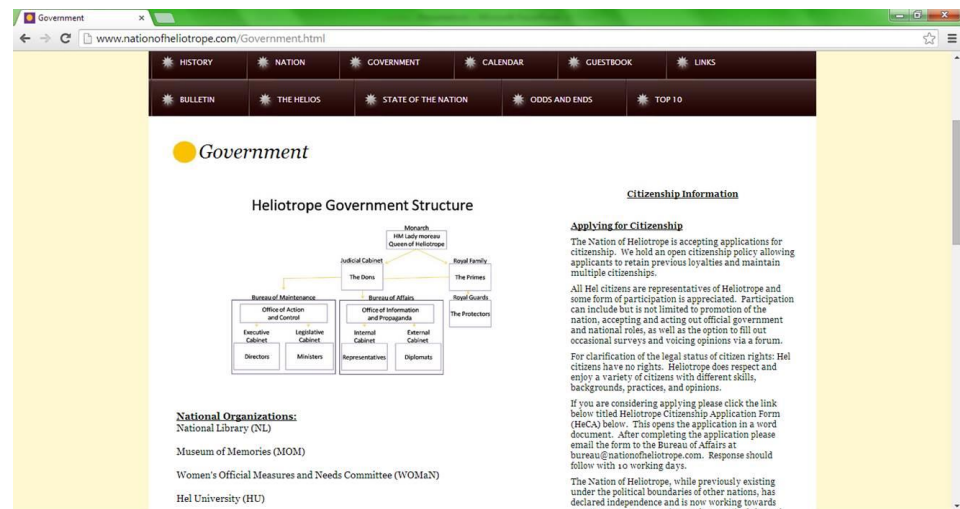 Government
www.nationofheliotrope.com/Government.html
HISTORY NATION GOVERNMENT CALENDAR GUESTBOOK LINKS
BULLETIN THE HELIOS STATE OF THE NATION ODDS AND ENDS TOP 10
Government
Heliotrope Government Structure
Monarch
HM Lady moreau
Queen of Heliotrope
Judicial Cabinet Royal Family
The Dons The Primes
Bureau of Maintenance Bureau of Affairs Royal Guards
Office of Action
and Control
Office of Information
and Propaganda
The Protectors
Executive
Cabinet
Legislative
Cabinet
Internal
Cabinet
External
Cabinet
Directors Ministers Representatives Diplomats
National Organizations:
National Library (NL)
Museum of Memories (MOM)
Women's Official Measures and Needs Committee (WOMaN)
Hel University (HU)
Citizenship Information
Applying for Citizenship
The Nation of Heliotrope is accepting applications for
citizenship. We hold an open citizenship policy allowing
applicants to retain previous loyalties and maintain
multiple citizenships.
All Hel citizens are representatives of Heliotrope and
some form of participation is appreciated. Participation
can include but is not limited to promotion of the
nation, accepting and acting out official government
and national roles, as well as the option to fill out
occasional surveys and voicing opinions via a forum.
For clarification of the legal status of citizen rights: Hel
citizens have no rights. Heliotrope does respect and
enjoy a variety of citizens with different skills,
backgrounds, practices, and opinions.
If you are considering applying please click the link
below titled Heliotrope Citizenship Application Form
(HeCA) below. This opens the application in a word
document. After completing the application please
email the form to the Bureau of Affairs at
bureau@nationofheliotrope.com. Response should
follow with 10 working days.
The Nation of Heliotrope, while previously existing
under the political boundaries of other nations, has
declared independence and is now working towards